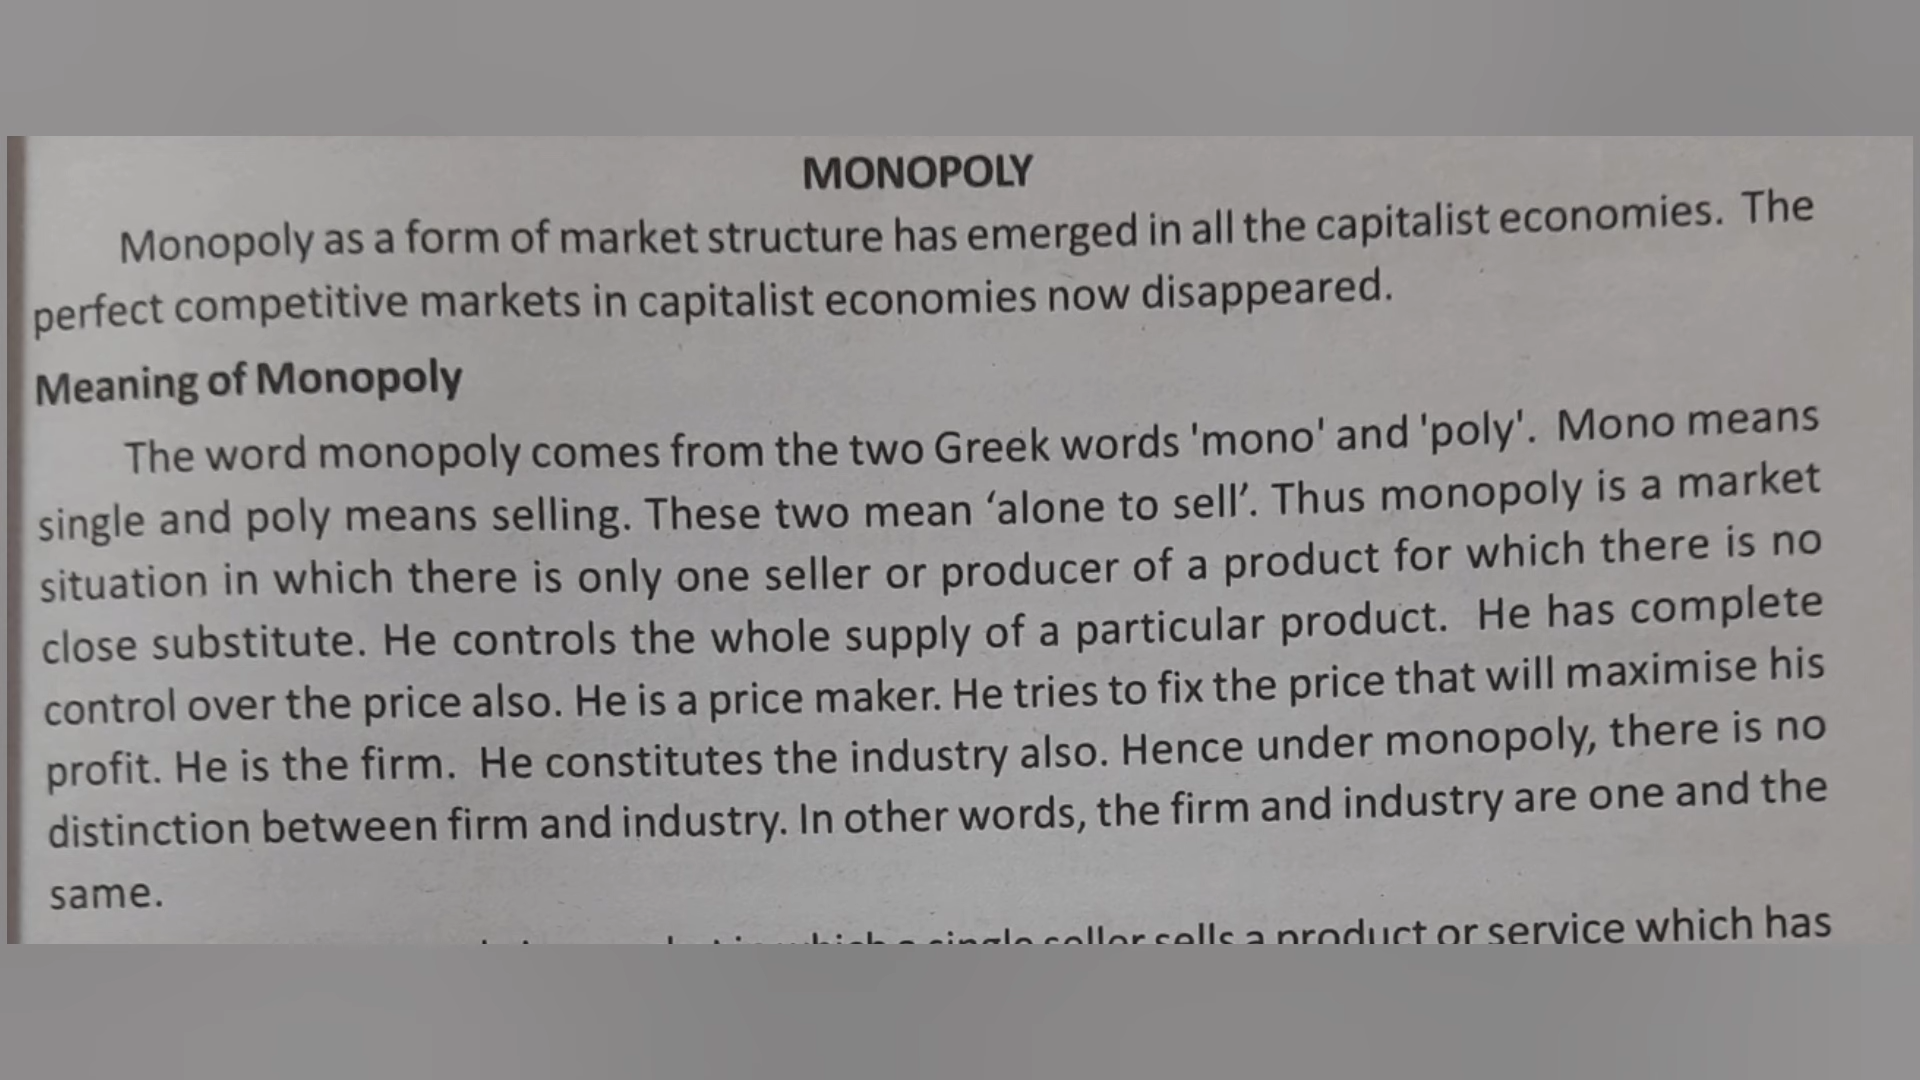 MONOPOLY
Monopoly as a form of market structure has emerged in all the capitalist economies. The
perfect competitive markets in capitalist economies now disappeared.
Meaning of Monopoly
The word monopoly comes from the two Greek words 'mono' and 'poly'. Mono means
single and poly means selling. These two mean ‘alone to sell’. Thus monopoly is a market
situation in which there is only one seller or producer of a product for which there is no
close substitute. He controls the whole supply of a particular product. He has complete
control over the price also. He is a price maker. He tries to fix the price that will maximise his
profit. He is the firm. He constitutes the industry also. Hence under monopoly, there is no
distinction between firm and industry. In other words, the firm and industry are one and the
same.
which a single seller sells a product or service which has